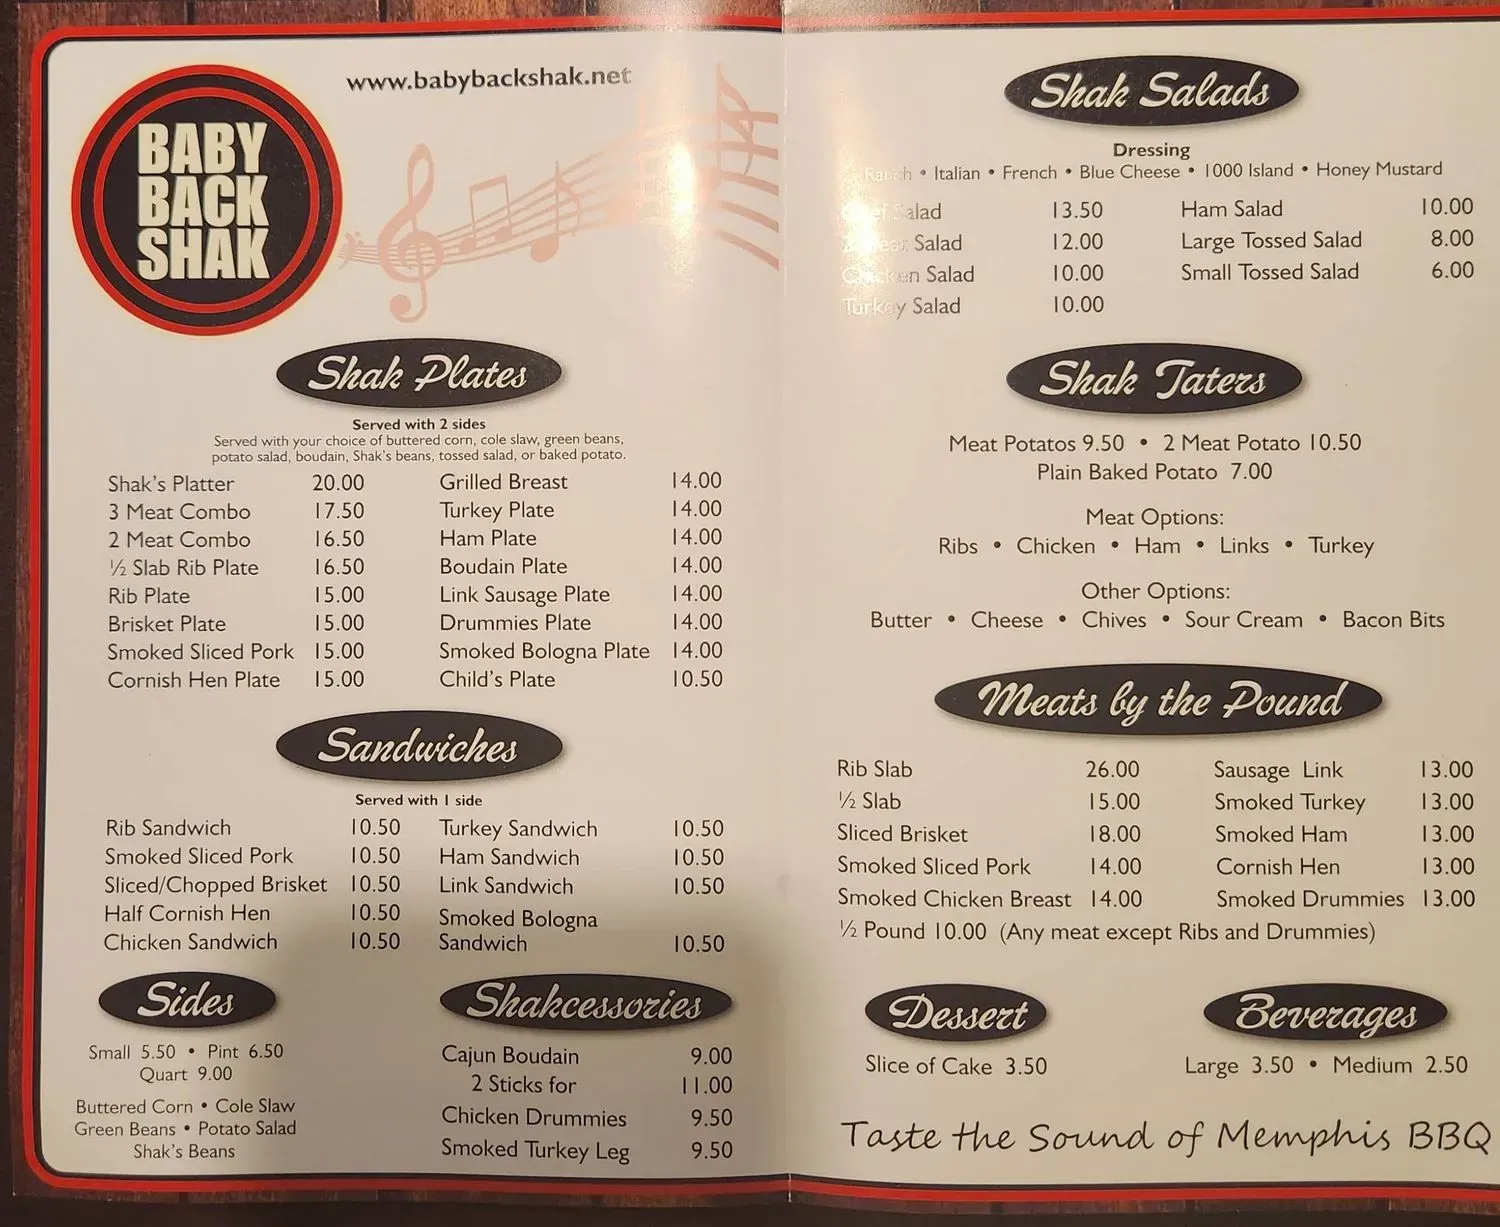 BABY
BACK
SHAK
www.babybackshak.net
Shak Plates
Served with 2 sides
Served with your choice of buttered corn, cole slaw, green beans,
potato salad, boudain, Shak's beans, tossed salad, or baked potato.
Shak's Platter 20.00
3 Meat Combo 17.50
2 Meat Combo 16.50
½ Slab Rib Plate 16.50
Rib Plate 15.00
Brisket Plate 15.00
Smoked Sliced Pork 15.00
Cornish Hen Plate 15.00
Grilled Breast 14.00
Turkey Plate 14.00
Ham Plate 14.00
Boudain Plate 14.00
Link Sausage Plate 14.00
Drummies Plate 14.00
Smoked Bologna Plate 14.00
Child's Plate 10.50
Sandwiches
Served with 1 side
Rib Sandwich 10.50
Smoked Sliced Pork 10.50
Sliced/Chopped Brisket 10.50
Half Cornish Hen 10.50
Chicken Sandwich 10.50
Turkey Sandwich 10.50
Ham Sandwich 10.50
Link Sandwich 10.50
Smoked Bologna
Sandwich 10.50
Sides
Small 5.50 • Pint 6.50
Quart 9.00
Buttered Corn • Cole Slaw
Green Beans • Potato Salad
Shak's Beans
Shakcessories
Cajun Boudain 9.00
2 Sticks for 11.00
Chicken Drummies 9.50
Smoked Turkey Leg 9.50
Shak Salads
Dressing
Ranch • Italian • French • Blue Cheese • 1000 Island • Honey Mustard
Salad 13.50
Salad 12.00
Chicken Salad 10.00
Turkey Salad 10.00
Ham Salad 10.00
Large Tossed Salad 8.00
Small Tossed Salad 6.00
Shak Taters
Meat Potatos 9.50 • 2 Meat Potato 10.50
Plain Baked Potato 7.00
Meat Options:
Ribs • Chicken • Ham • Links • Turkey
Other Options:
Butter • Cheese • Chives • Sour Cream • Bacon Bits
Meats by the Pound
Rib Slab 26.00
½ Slab 15.00
Sliced Brisket 18.00
Smoked Sliced Pork 14.00
Smoked Chicken Breast 14.00
Sausage Link 13.00
Smoked Turkey 13.00
Smoked Ham 13.00
Cornish Hen 13.00
Smoked Drummies 13.00
½ Pound 10.00 (Any meat except Ribs and Drummies)
Dessert
Slice of Cake 3.50
Beverages
Large 3.50 • Medium 2.50
Taste the Sound of Memphis BBQ